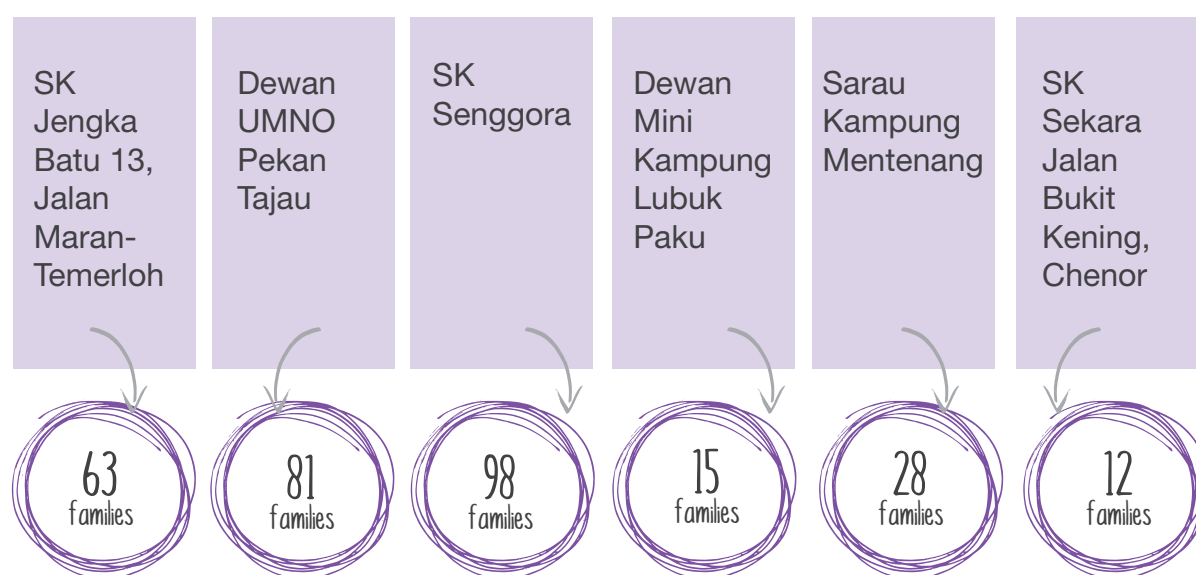 SK
Jengka
Batu 13,
Jalan
Maran-
Temerloh
63
families
Dewan
UMNO
Pekan
Tajau
81
families
SK
Senggora
98
families
Dewan
Mini
Kampung
Lubuk
Paku
15
families
Sarau
Kampung
Mentenang
28
families
SK
Sekara
Jalan
Bukit
Kening,
Chenor
12
families